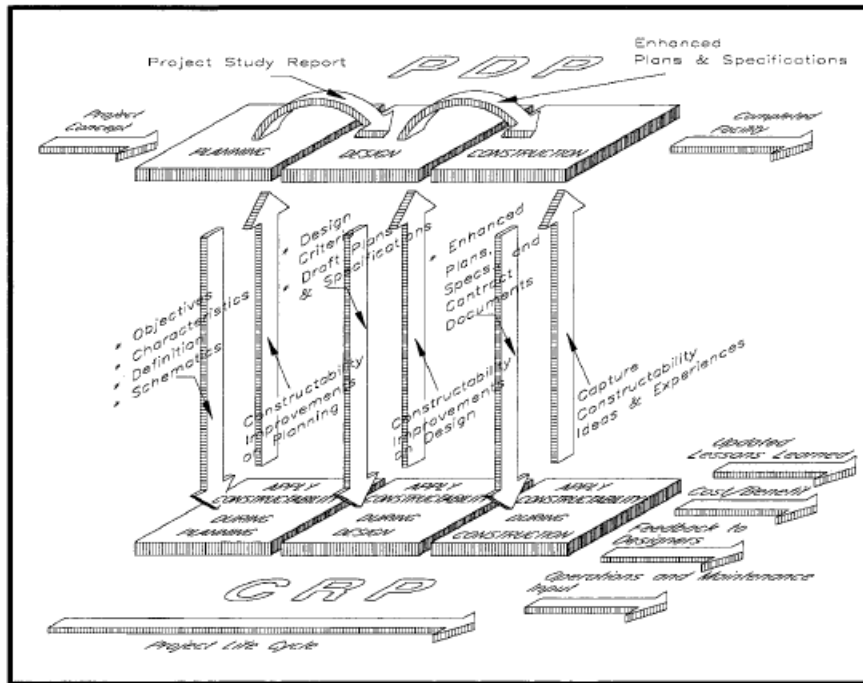 Project Study Report
PDP
Enhanced
Plans & Specifications
Project
Concept
PLANNING
DESIGN
CONSTRUCTION
Completed
Facility
* Objectives
* Characteristics
* Definition
* Schematics
Constructability
Improvements
on Planning
* Design
Criteria
* Draft Plans
& Specifications
Constructability
Improvements
on Design
* Enhanced
Plans,
Specs, and
Contract
Documents
Capture
Constructability
Ideas & Experiences
APPLY
CONSTRUCTABILITY
DURING
PLANNING
APPLY
CONSTRUCTABILITY
DURING
DESIGN
APPLY
CONSTRUCTABILITY
DURING
CONSTRUCTION
Updated
Lessons Learned
Cost/Benefit
Feedback to
Designers
Operations and Maintenance
Input
CRP
Project Life Cycle